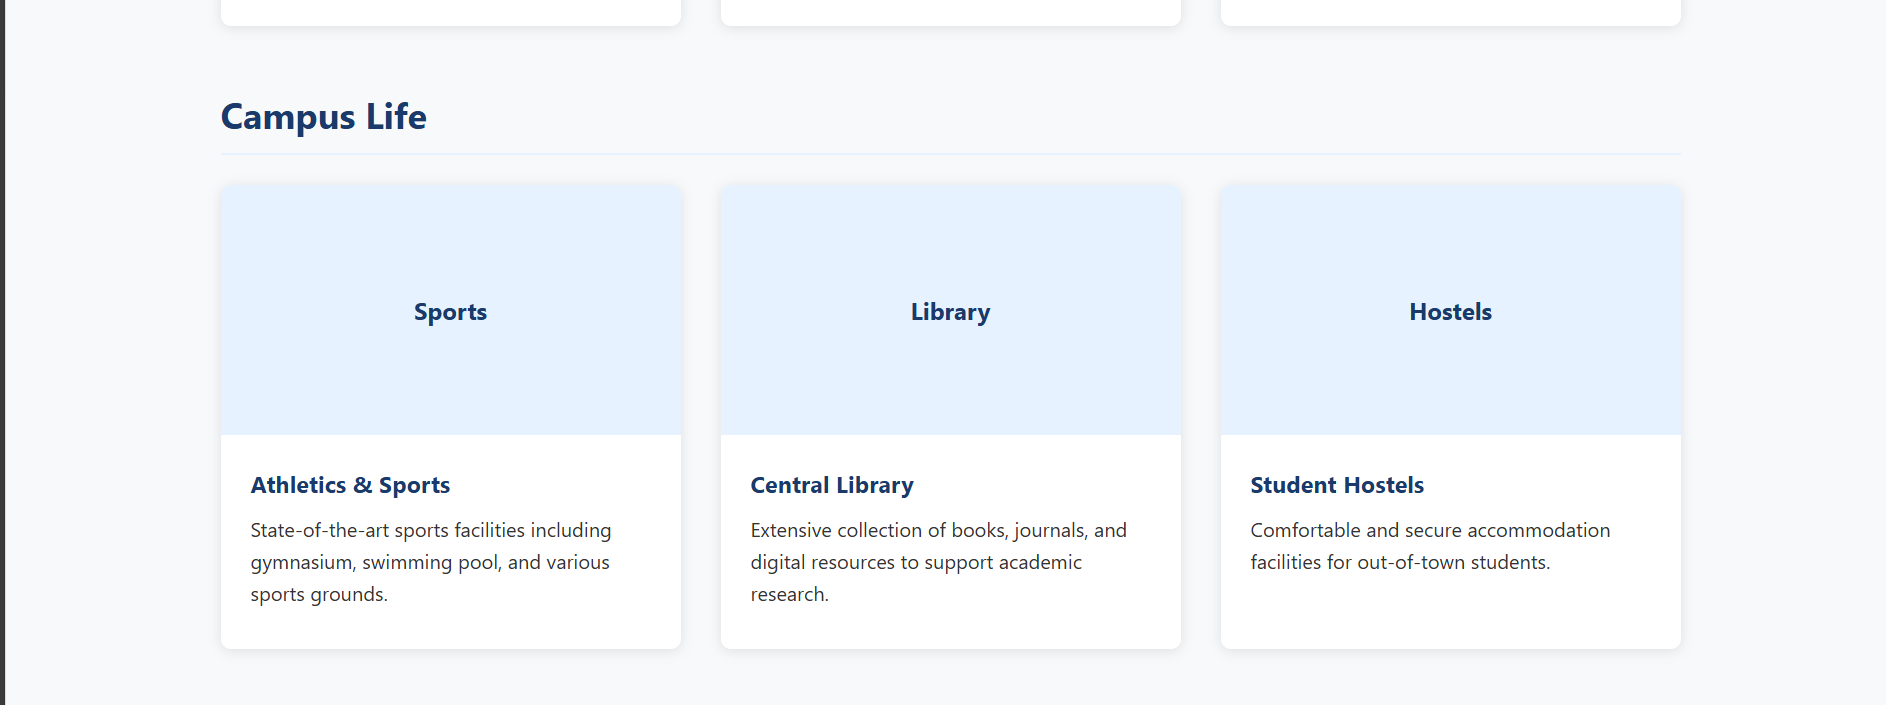 Campus Life
Sports
Library
Hostels
Athletics & Sports
State-of-the-art sports facilities including
gymnasium, swimming pool, and various
sports grounds.
Central Library
Extensive collection of books, journals, and
digital resources to support academic
research.
Student Hostels
Comfortable and secure accommodation
facilities for out-of-town students.